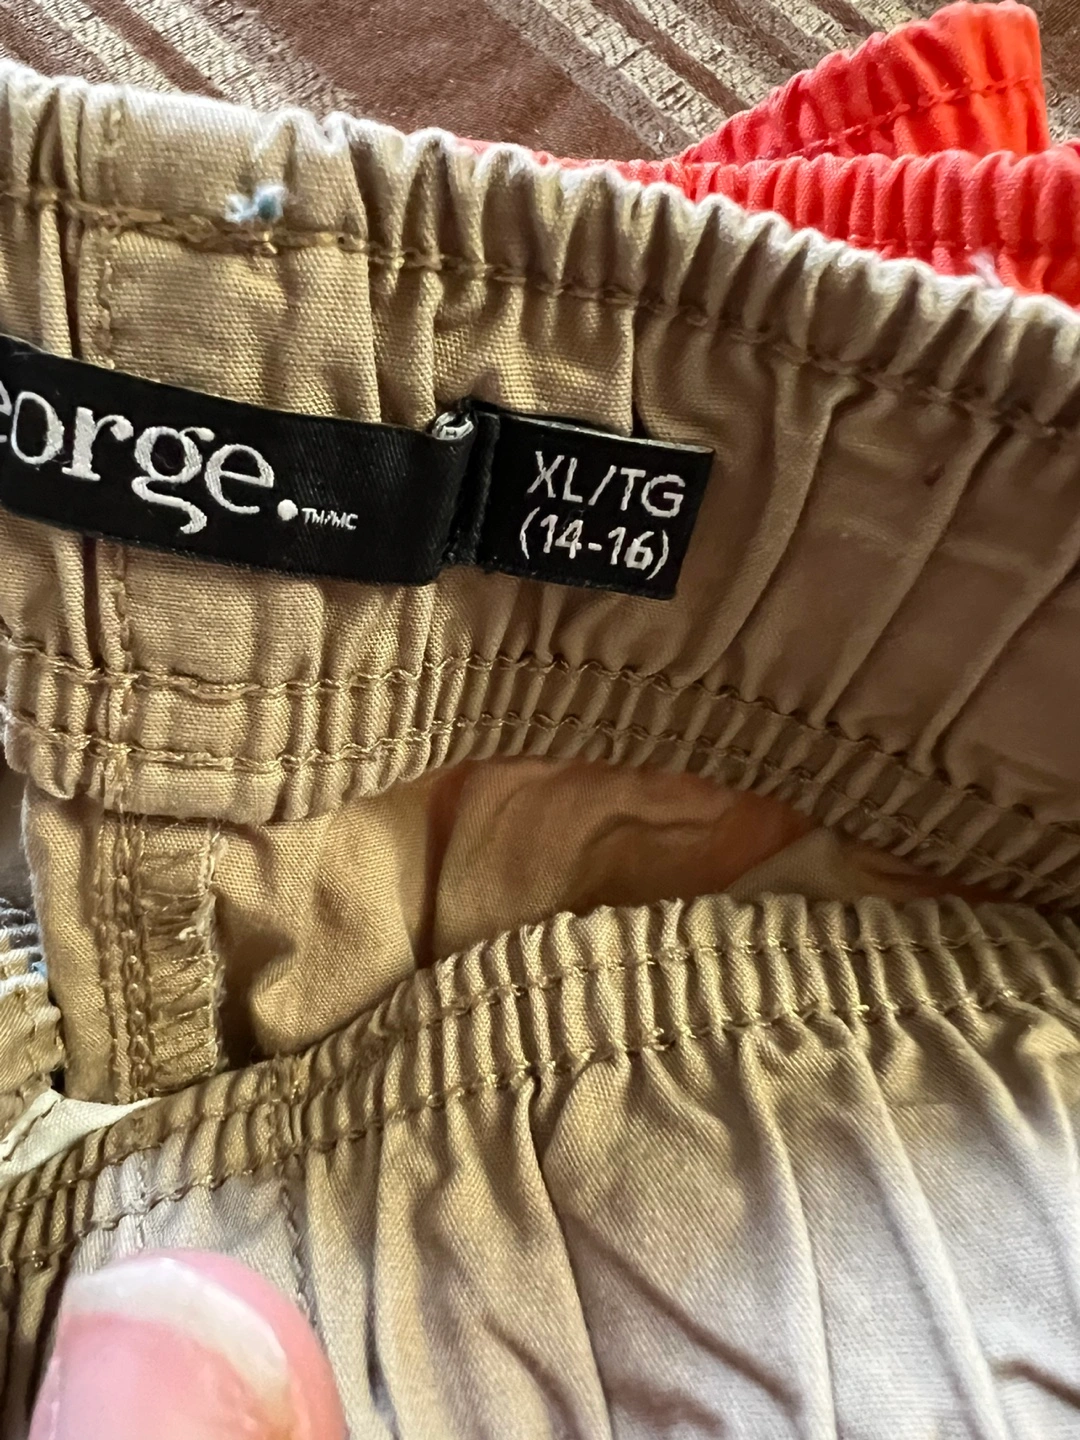 eorge.™/MC
XL/TG
(14-16)